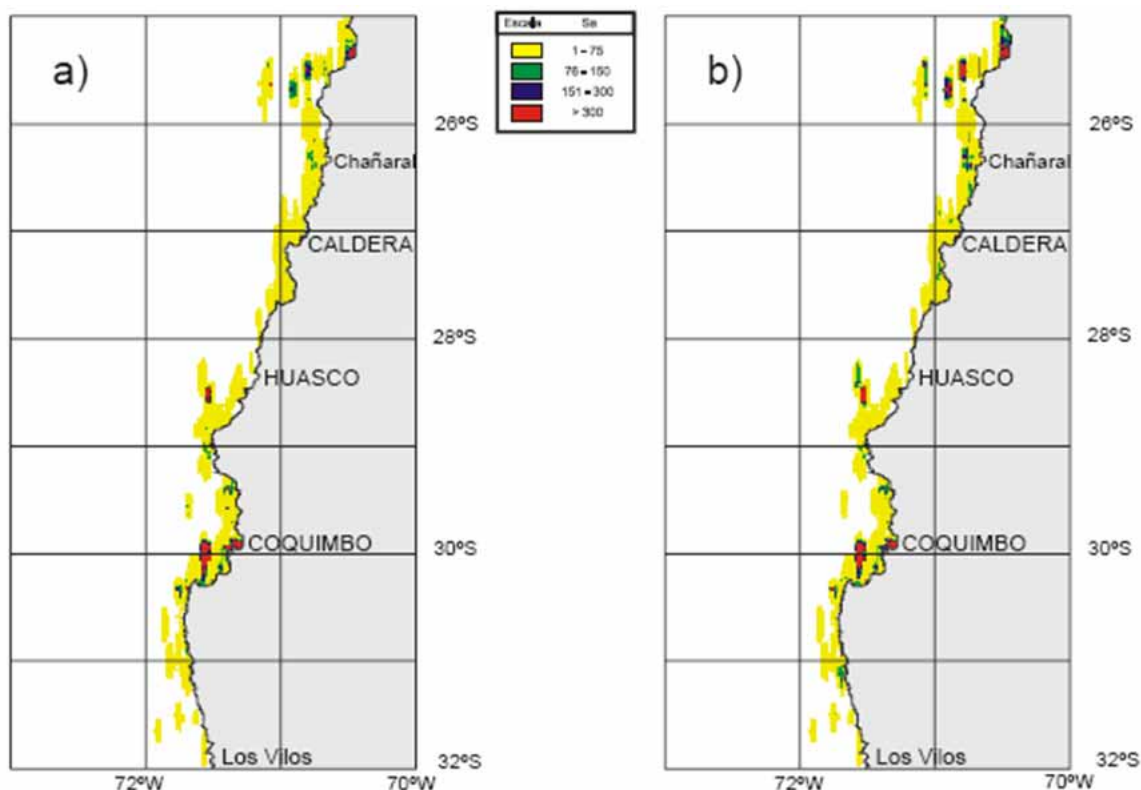 a)
Sa
1 - 75
76 - 150
151 - 300
> 300
b)
26ºS
Chañaral
CALDERA
28ºS
HUASCO
COQUIMBO
30ºS
Los Vilos
32ºS
72ºW
70ºW
26ºS
Chañaral
CALDERA
28ºS
HUASCO
COQUIMBO
30ºS
Los Vilos
32ºS
72ºW
70ºW